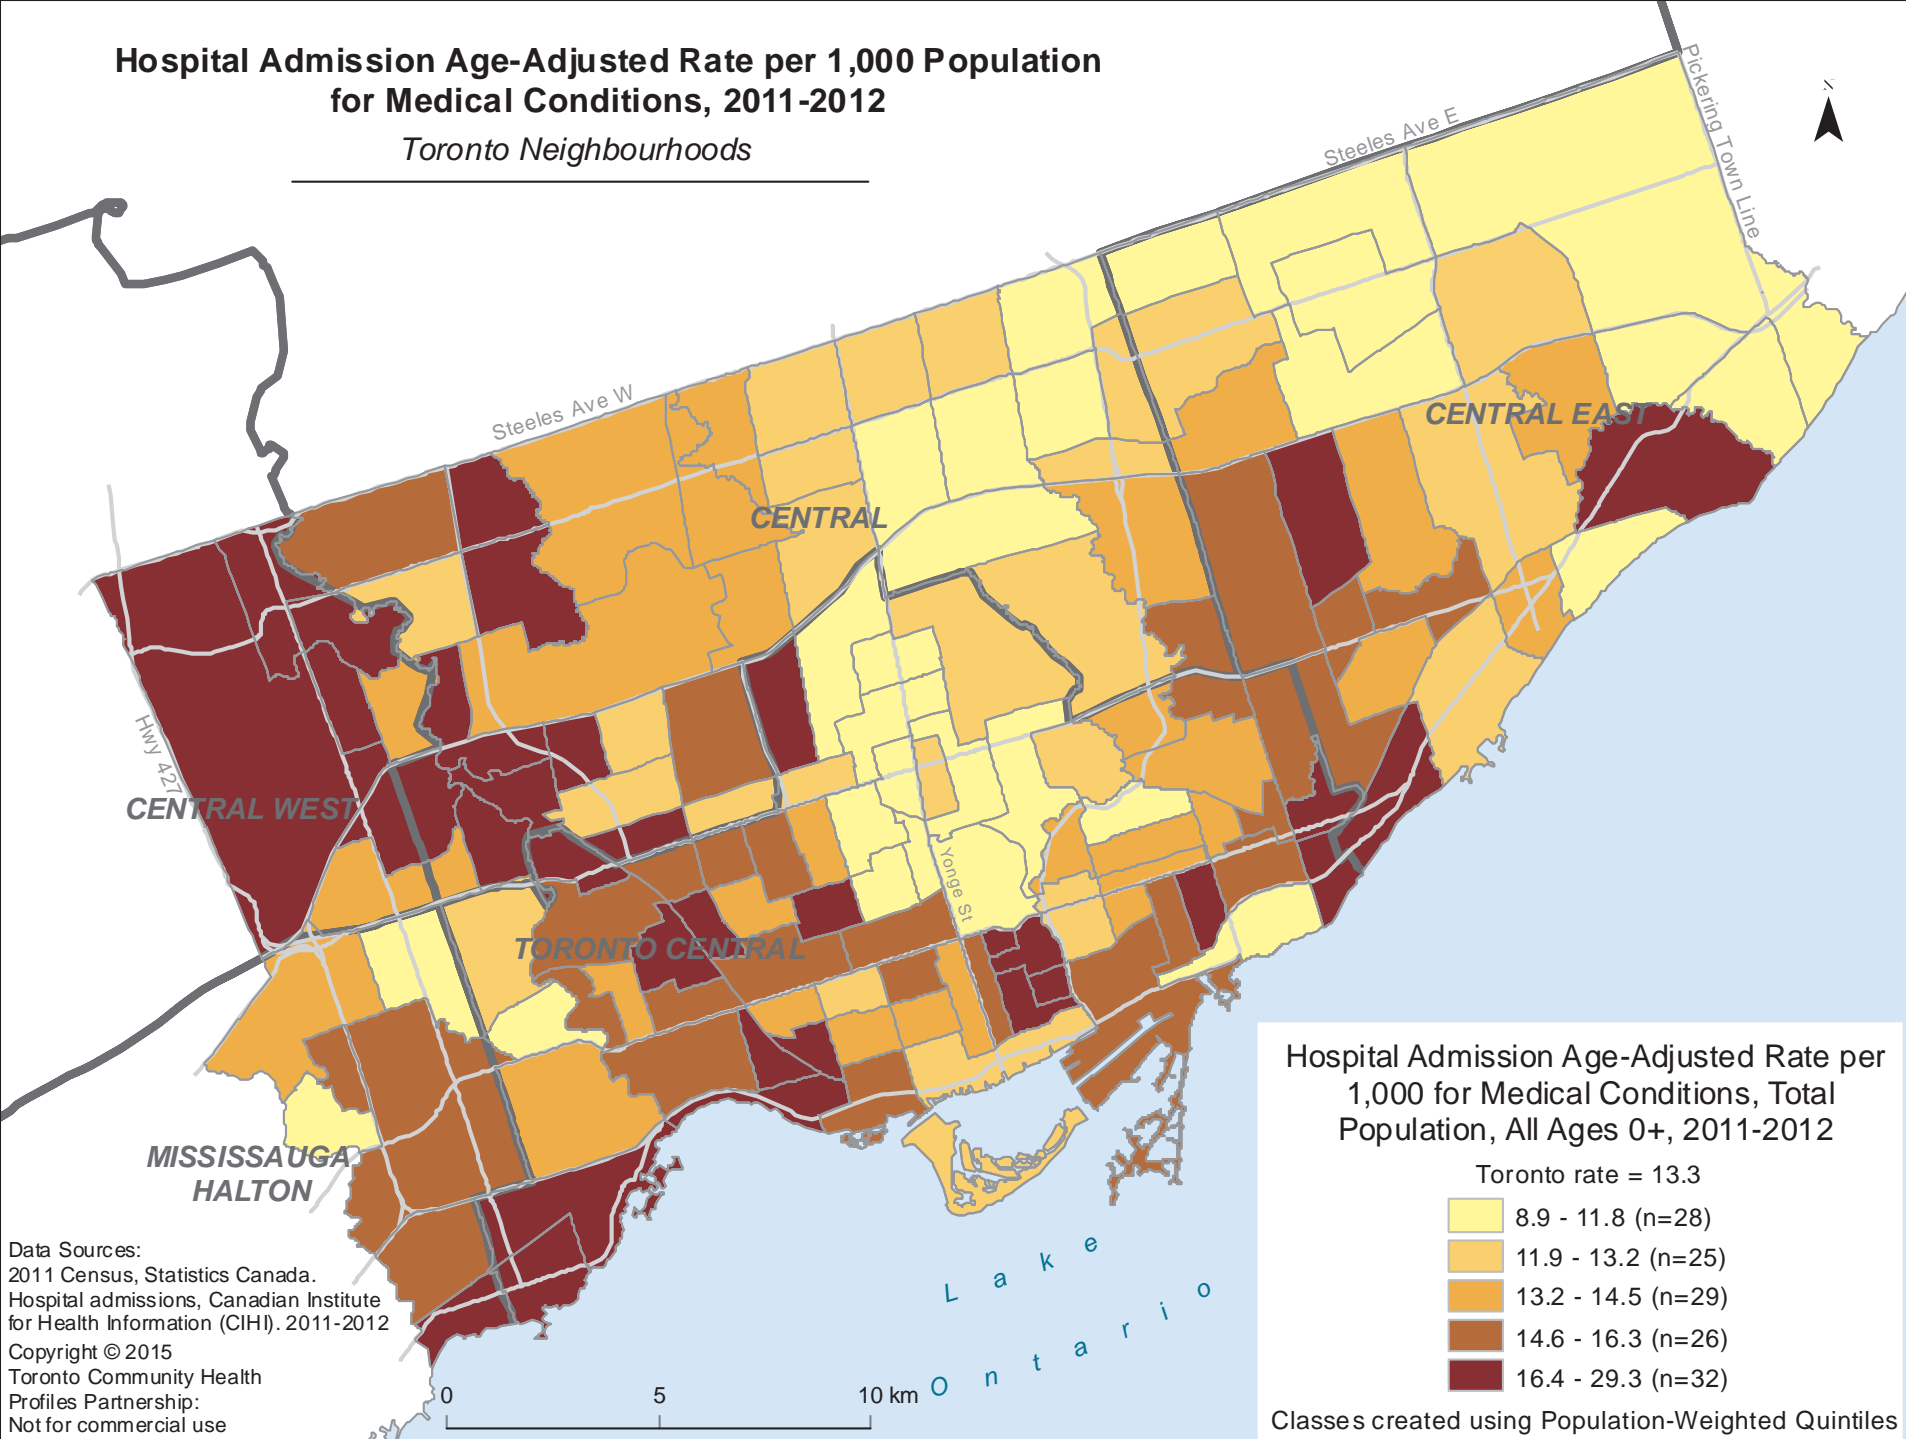 Hospital Admission Age-Adjusted Rate per 1,000 Population
for Medical Conditions, 2011-2012
Toronto Neighbourhoods
N
Pickering Town Line
Steeles Ave E
Steeles Ave W
CENTRAL EAST
CENTRAL
Hwy 427
CENTRAL WEST
Yonge St
TORONTO CENTRAL
MISSISSAUGA
HALTON
Lake
Ontario
Hospital Admission Age-Adjusted Rate per
1,000 for Medical Conditions, Total
Population, All Ages 0+, 2011-2012
Toronto rate = 13.3
8.9 - 11.8 (n=28)
11.9 - 13.2 (n=25)
13.2 - 14.5 (n=29)
14.6 - 16.3 (n=26)
16.4 - 29.3 (n=32)
Classes created using Population-Weighted Quintiles
Data Sources:
2011 Census, Statistics Canada.
Hospital admissions, Canadian Institute
for Health Information (CIHI). 2011-2012
Copyright © 2015
Toronto Community Health
Profiles Partnership:
Not for commercial use
0 5 10 km